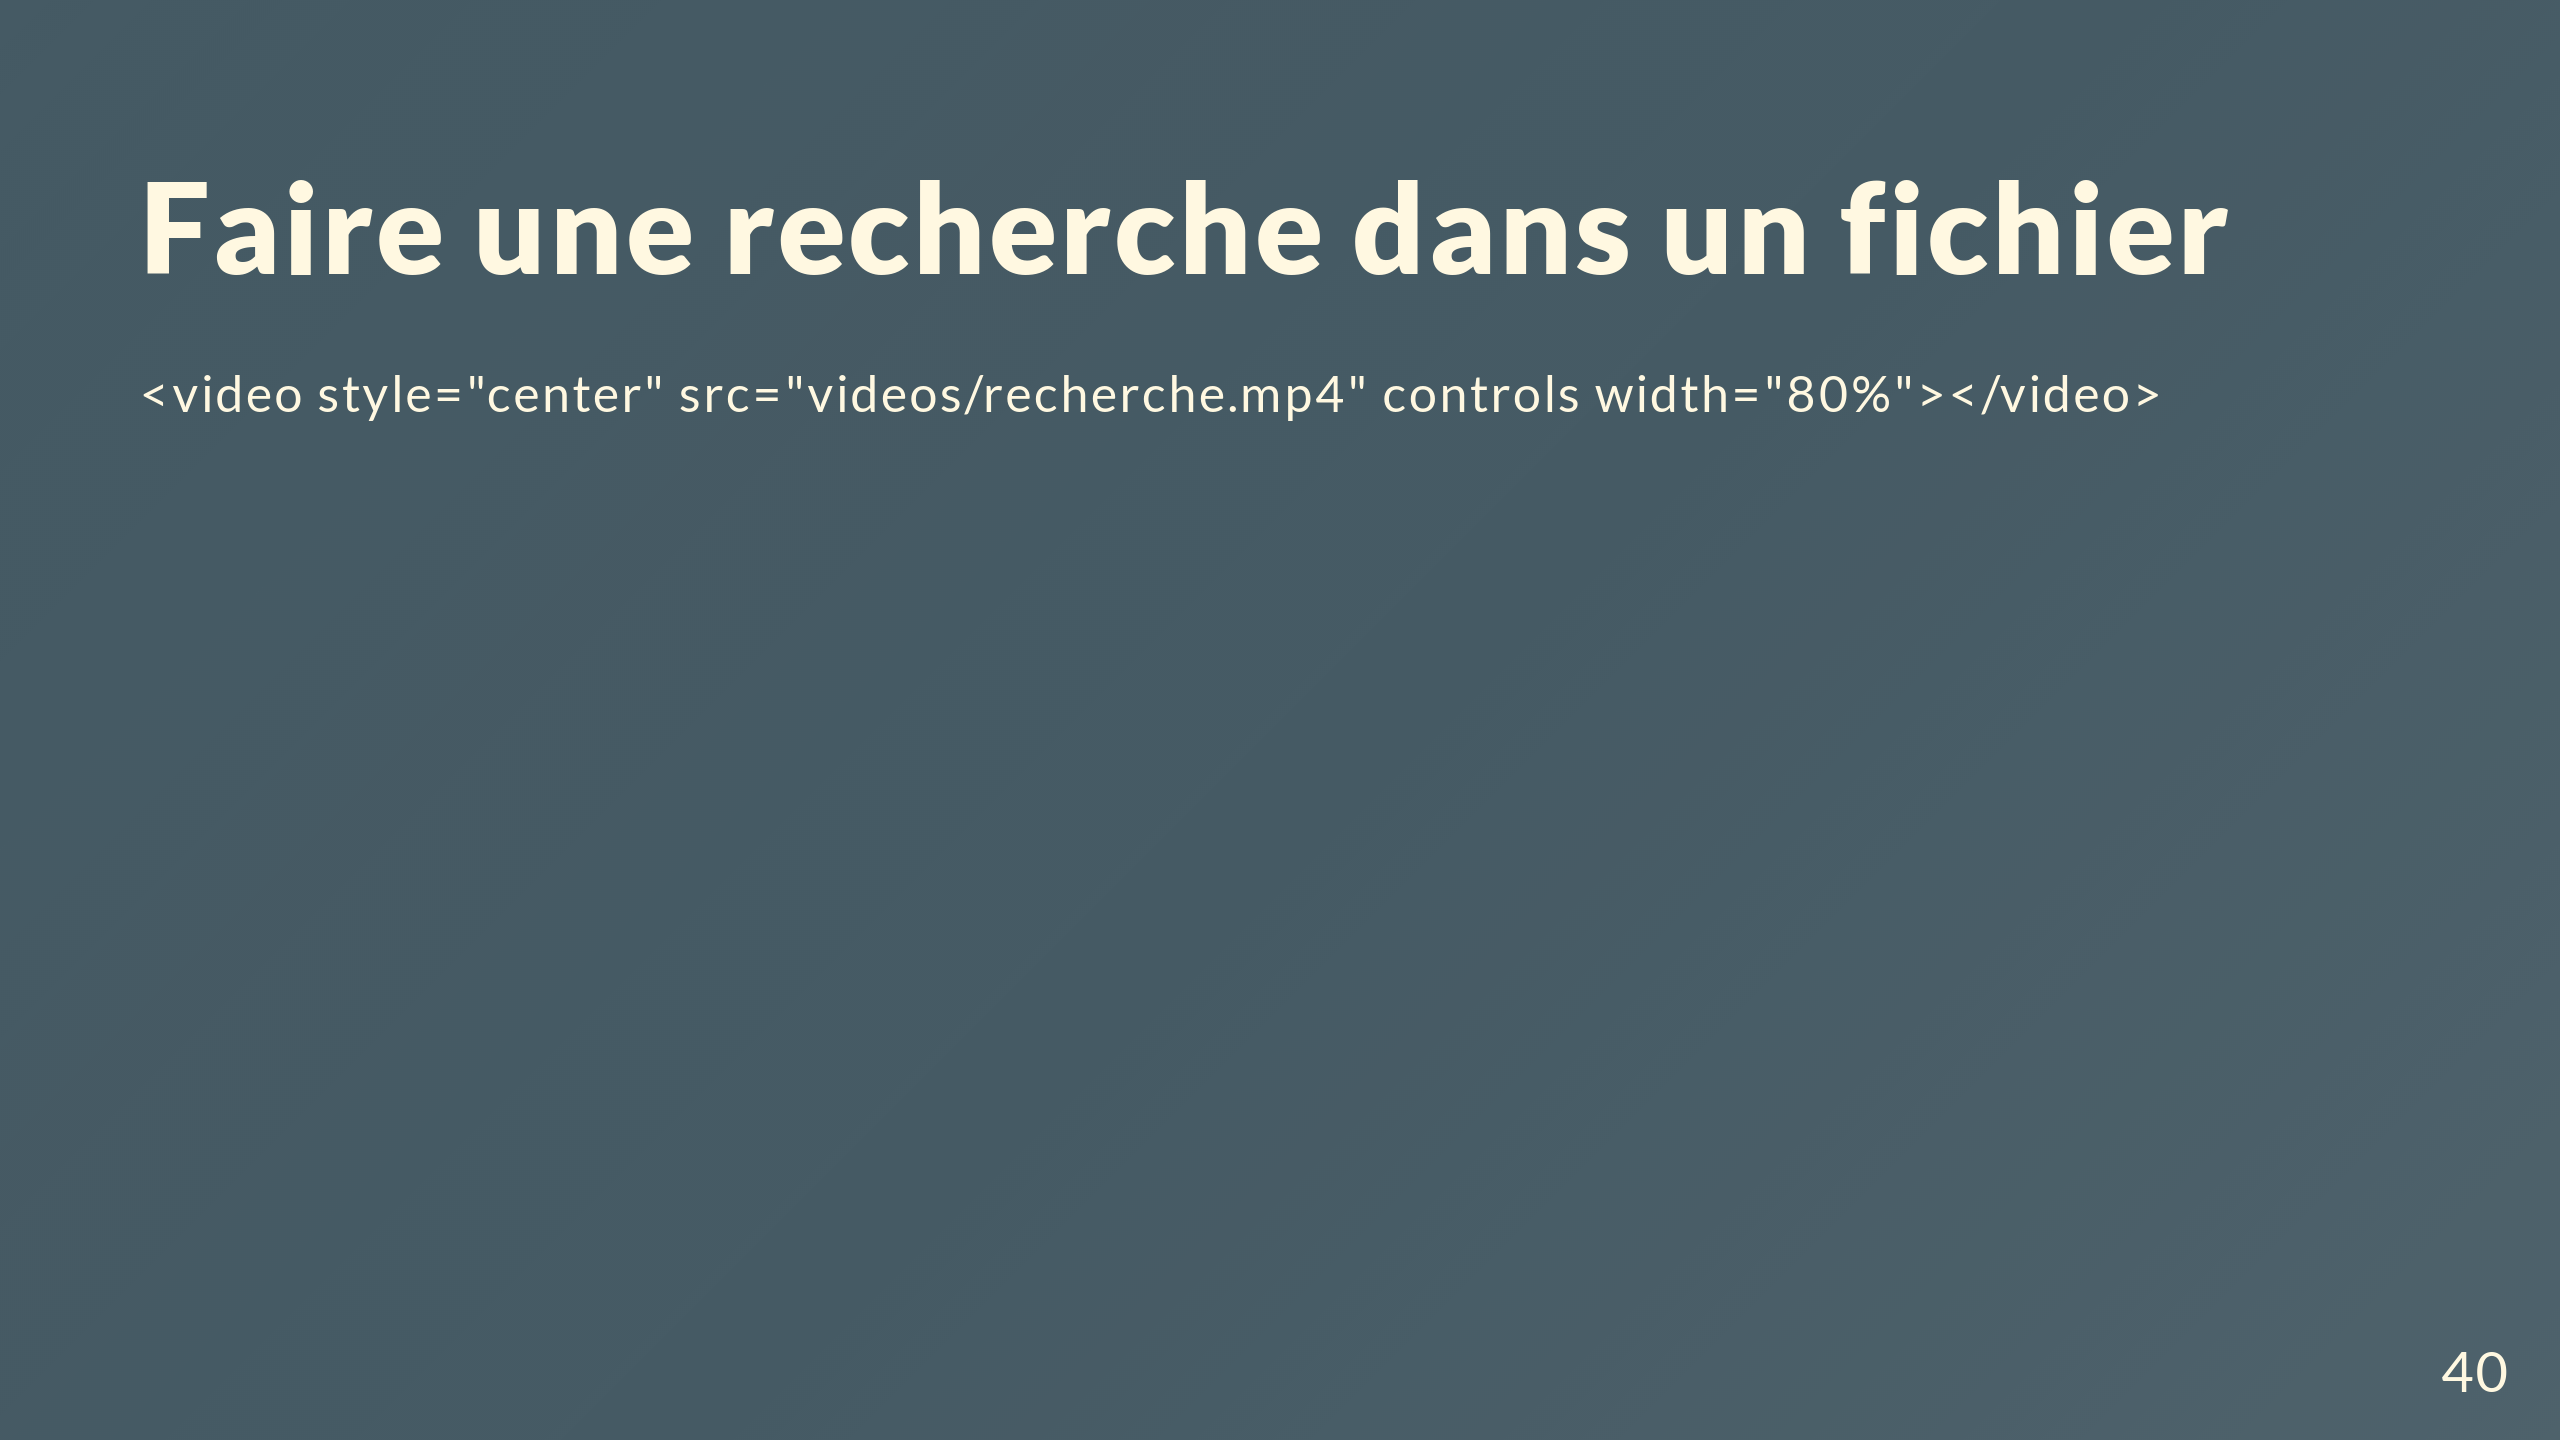 Faire une recherche dans un fichier
<video style="center" src="videos/recherche.mp4" controls width="80%"></video>
40